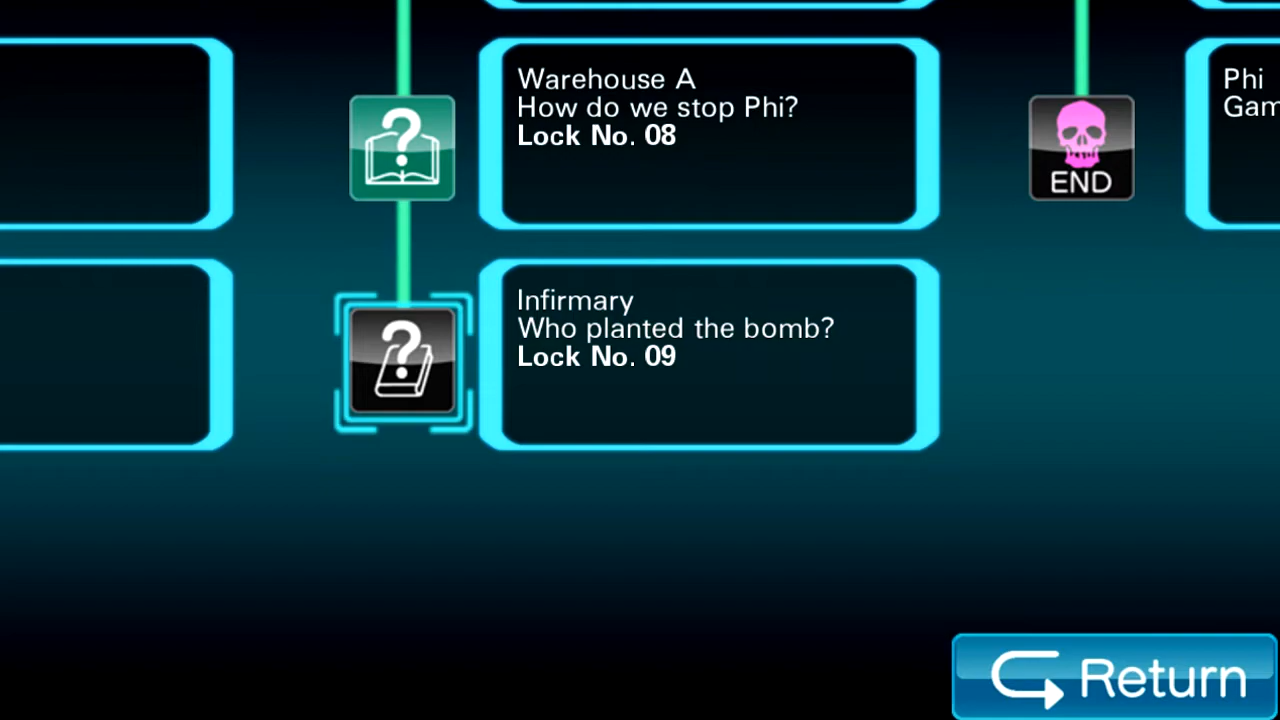 Warehouse A
How do we stop Phi?
Lock No. 08
Phi
Gam
END
Infirmary
Who planted the bomb?
Lock No. 09
Return